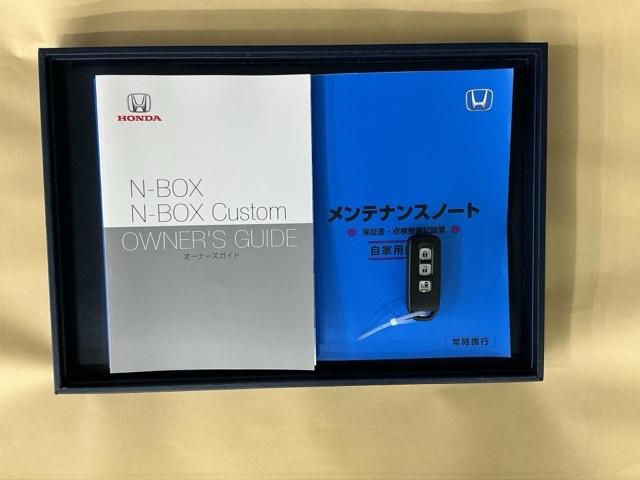 HONDA
N-BOX
N-BOX Custom
OWNER'S GUIDE
オーナーズガイド
メンテナンスノート
保証書・点検整備記録簿
自家用
常時携行